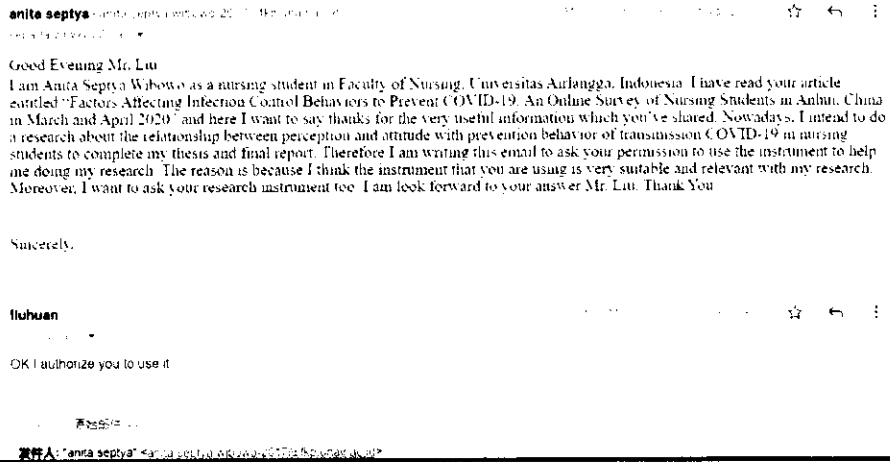 anita septya
Good Evening Mr. Liu
I am Anita Septya Wibowo as a nursing student in Faculty of Nursing, Universitas Airlangga, Indonesia. I have read your article
entitled "Factors Affecting Infection Control Behaviors to Prevent COVID-19. An Online Survey of Nursing Students in Anhui, China
in March and April 2020" and here I want to say thanks for the very useful information which you've shared. Nowadays, I intend to do
a research about the relationship between perception and attitude with prevention behavior of transmission COVID-19 in nursing
students to complete my thesis and final report. Therefore I am writing this email to ask your permission to use the instrument to help
me doing my research. The reason is because I think the instrument that you are using is very suitable and relevant with my research.
Moreover, I want to ask your research instrument too. I am look forward to your answer Mr. Liu. Thank You
Sincerely,
liuhuan
OK I authorize you to use it
发件人: "anita septya"